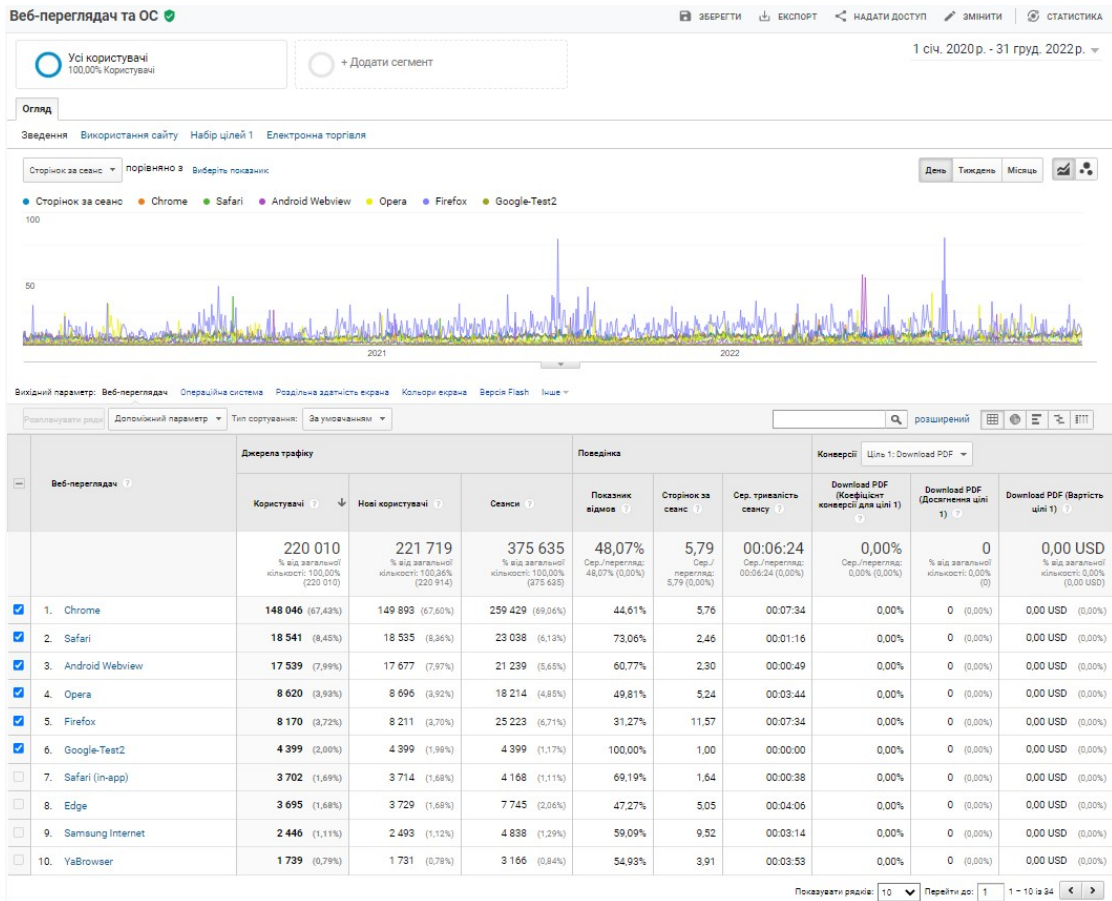 Веб-переглядач та ОС
ЗБЕРЕГТИ ЕКСПОРТ НАДАТИ ДОСТУП ЗМІНИТИ СТАТИСТИКА
1 січ. 2020 р. - 31 груд. 2022 р.
Усі користувачі
100,00% Користувачі
+ Додати сегмент
Огляд
Зведення Використання сайту Набір цілей 1 Електронна торгівля
Сторінок за сеанс порівняно з Виберіть показник
День Тиждень Місяць
Сторінок за сеанс Chrome Safari Android Webview Opera Firefox Google-Test2
100
50
2021 2022
Вихідний параметр: Веб-переглядач Операційна система Роздільна здатність екрана Кольори екрана Версія Flash Інше
Розпланувати ряди Допоміжний параметр Тип сортування: За умовчанням розширений
Джерела трафіку Поведінка Конверсії Ціль 1: Download PDF
Веб-переглядач ? Користувачі ? Нові користувачі ? Сеанси ? Показник відмов ? Сторінок за сеанс ? Сер. тривалість сеансу ? Download PDF (Коефіцієнт конверсії для цілі 1) ? Download PDF (Досягнення цілі 1) ? Download PDF (Вартість цілі 1) ?
220 010 221 719 375 635 48,07% 5,79 00:06:24 0,00% 0 0,00 USD
% від загальної кількості: 100,00% (220 010) % від загальної кількості: 100,36% (220 914) % від загальної кількості: 100,00% (375 635) Сер./перегляд: 48,07% (0,00%) Сер./перегляд: 5,79 (0,00%) Сер./перегляд: 00:06:24 (0,00%) Сер./перегляд: 0,00% (0,00%) % від загальної кількості: 0,00% (0) % від загальної кількості: 0,00% (0,00 USD)
1. Chrome 148 046 (67,43%) 149 893 (67,60%) 259 429 (69,06%) 44,61% 5,76 00:07:34 0,00% 0 (0,00%) 0,00 USD (0,00%)
2. Safari 18 541 (8,45%) 18 535 (8,36%) 23 038 (6,13%) 73,06% 2,46 00:01:16 0,00% 0 (0,00%) 0,00 USD (0,00%)
3. Android Webview 17 539 (7,99%) 17 677 (7,97%) 21 239 (5,65%) 60,77% 2,30 00:00:49 0,00% 0 (0,00%) 0,00 USD (0,00%)
4. Opera 8 620 (3,93%) 8 696 (3,92%) 18 214 (4,85%) 49,81% 5,24 00:03:44 0,00% 0 (0,00%) 0,00 USD (0,00%)
5. Firefox 8 170 (3,72%) 8 211 (3,70%) 25 223 (6,71%) 31,27% 11,57 00:07:34 0,00% 0 (0,00%) 0,00 USD (0,00%)
6. Google-Test2 4 399 (2,00%) 4 399 (1,98%) 4 399 (1,17%) 100,00% 1,00 00:00:00 0,00% 0 (0,00%) 0,00 USD (0,00%)
7. Safari (in-app) 3 702 (1,69%) 3 714 (1,68%) 4 168 (1,11%) 69,19% 1,64 00:00:38 0,00% 0 (0,00%) 0,00 USD (0,00%)
8. Edge 3 695 (1,68%) 3 729 (1,68%) 7 745 (2,06%) 47,27% 5,05 00:04:06 0,00% 0 (0,00%) 0,00 USD (0,00%)
9. Samsung Internet 2 446 (1,11%) 2 493 (1,12%) 4 838 (1,29%) 59,09% 9,52 00:03:14 0,00% 0 (0,00%) 0,00 USD (0,00%)
10. YaBrowser 1 739 (0,79%) 1 731 (0,78%) 3 166 (0,84%) 54,93% 3,91 00:03:53 0,00% 0 (0,00%) 0,00 USD (0,00%)
Показувати рядків: 10 Перейти до: 1 1 – 10 із 34